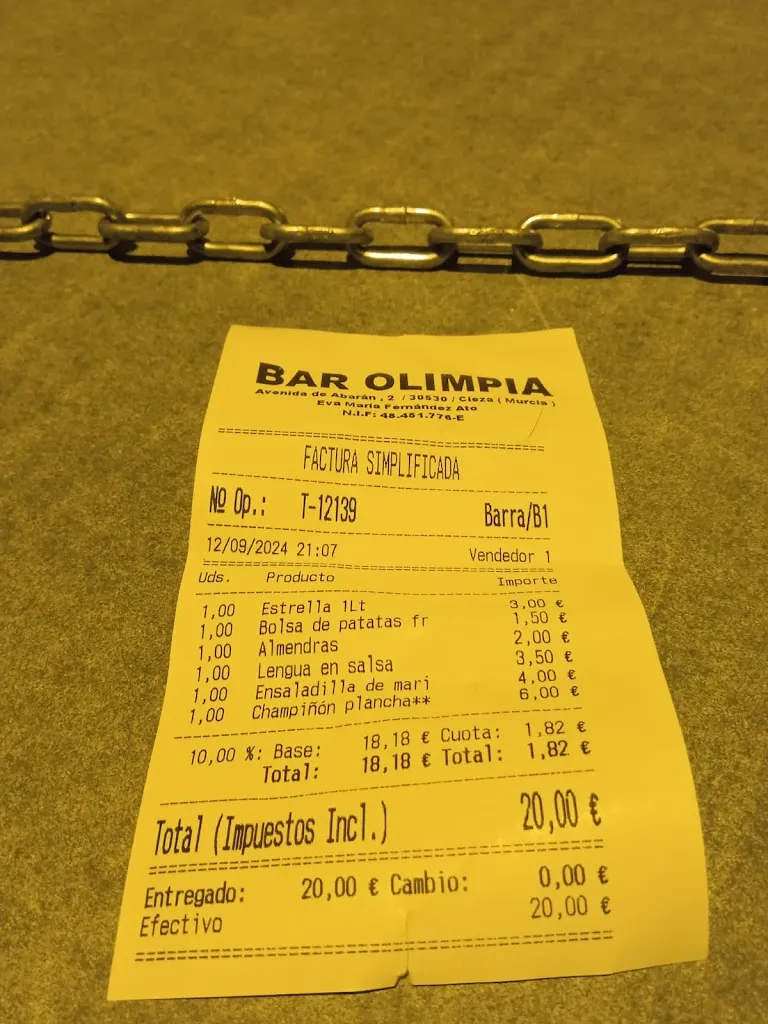 BAR OLIMPIA
Avenida de Abarán , 2 / 30530 / Cieza ( Murcia )
Eva María Fernández Ato
N.I.F: 48.451.776-E
FACTURA SIMPLIFICADA
Nº Op.: T-12139 Barra/B1
12/09/2024 21:07 Vendedor 1
Uds. Producto Importe
1,00 Estrella 1Lt 3,00 €
1,00 Bolsa de patatas fr 1,50 €
1,00 Almendras 2,00 €
1,00 Lengua en salsa 3,50 €
1,00 Ensaladilla de mari 4,00 €
1,00 Champiñón plancha** 6,00 €
10,00 %: Base: 18,18 € Cuota: 1,82 €
Total: 18,18 € Total: 1,82 €
Total (Impuestos Incl.) 20,00 €
Entregado: 20,00 € Cambio: 0,00 €
Efectivo 20,00 €